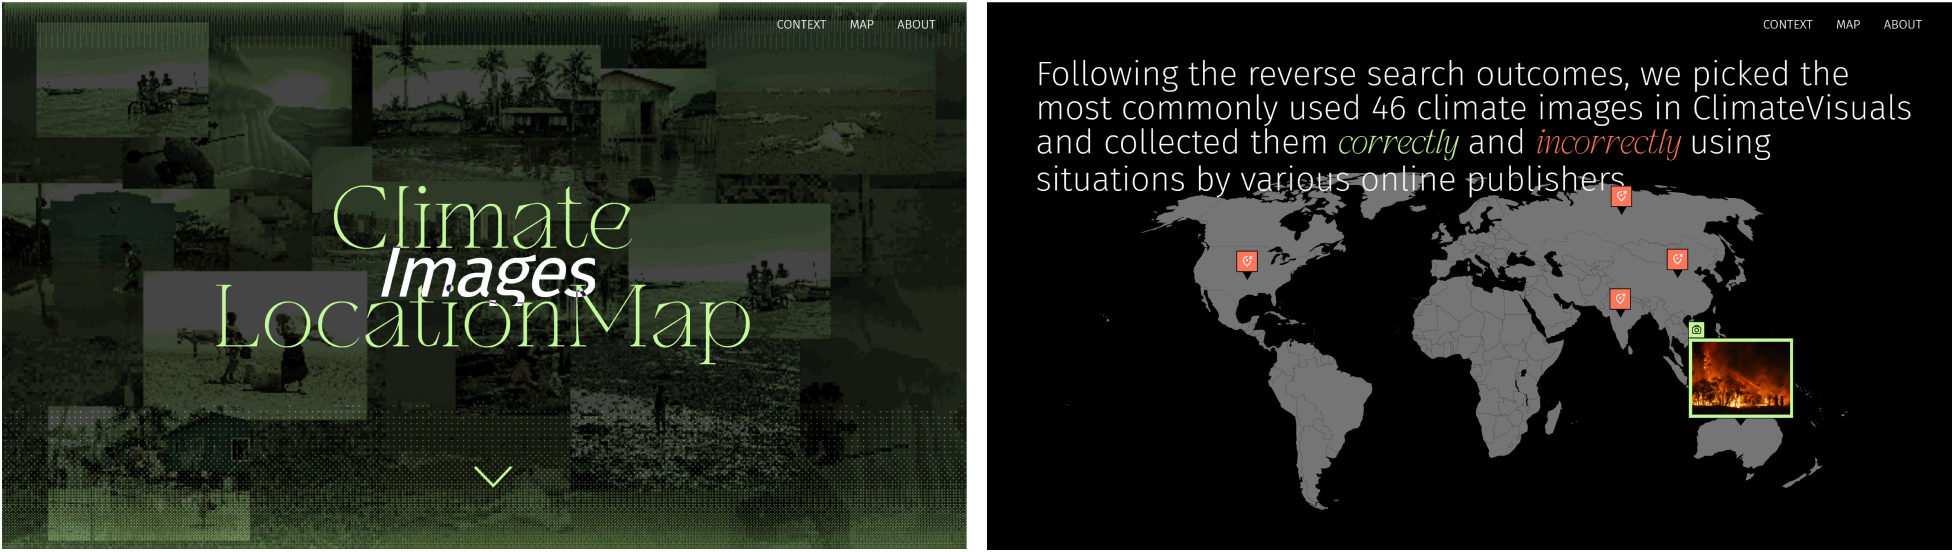 CONTEXT MAP ABOUT
Climate
Images
LocationMap
CONTEXT MAP ABOUT
Following the reverse search outcomes, we picked the
most commonly used 46 climate images in ClimateVisuals
and collected them correctly and incorrectly using
situations by various online publishers